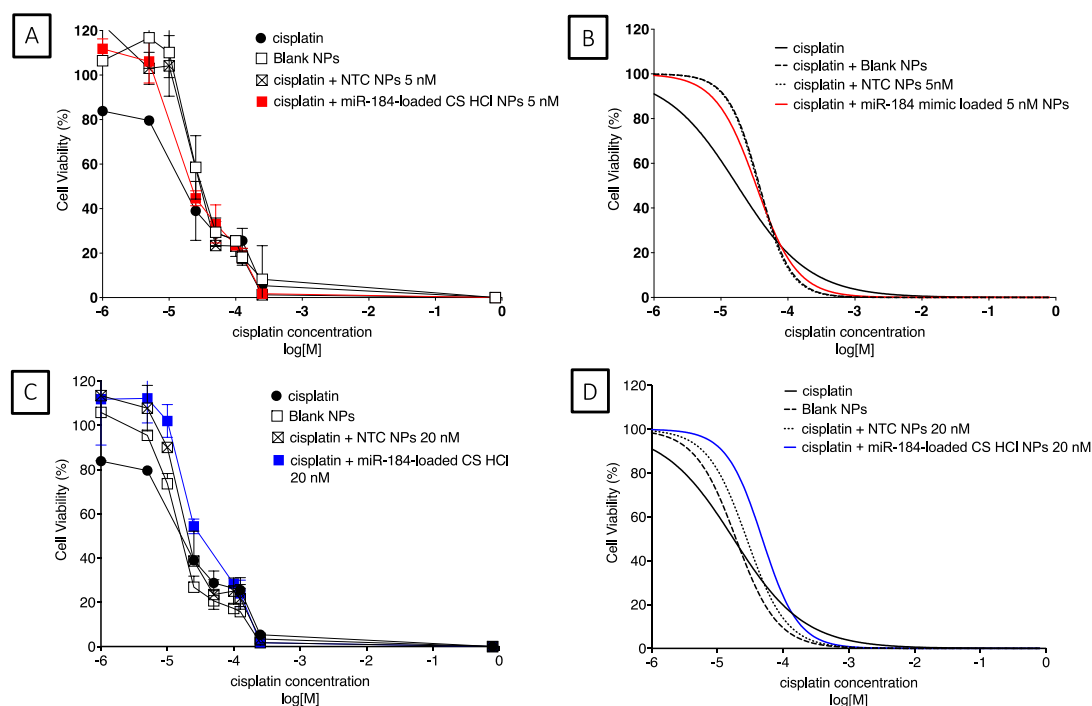 A
120
100
80
60
40
20
0
Cell Viability (%)
-6
-5
-4
-3
-2
-1
0
cisplatin concentration
log[M]
cisplatin
Blank NPs
cisplatin + NTC NPs 5 nM
cisplatin + miR-184-loaded CS HCl NPs 5 nM
B
120
100
80
60
40
20
0
Cell Viability (%)
-6
-5
-4
-3
-2
-1
0
cisplatin concentration
log[M]
cisplatin
cisplatin + Blank NPs
cisplatin + NTC NPs 5nM
cisplatin + miR-184 mimic loaded 5 nM NPs
C
120
100
80
60
40
20
0
Cell Viability (%)
-6
-5
-4
-3
-2
-1
0
cisplatin concentration
log[M]
cisplatin
Blank NPs
cisplatin + NTC NPs 20 nM
cisplatin + miR-184-loaded CS HCl
20 nM
D
120
100
80
60
40
20
0
Cell Viability (%)
-6
-5
-4
-3
-2
-1
0
cisplatin concentration
log[M]
cisplatin
Blank NPs
cisplatin + NTC NPs 20 nM
cisplatin + miR-184-loaded CS HCl NPs 20 nM